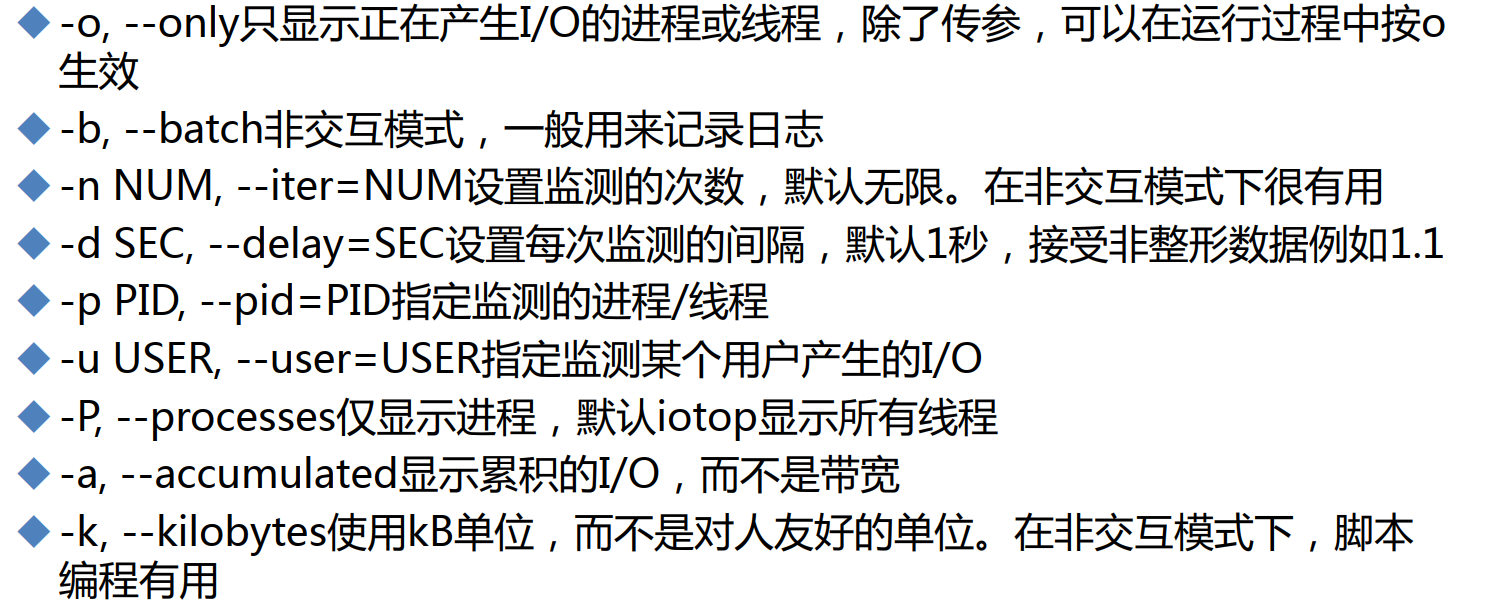 ◆-o, --only只显示正在产生I/O的进程或线程，除了传参，可以在运行过程中按o
生效
◆-b, --batch非交互模式，一般用来记录日志
◆-n NUM, --iter=NUM设置监测的次数，默认无限。在非交互模式下很有用
◆-d SEC, --delay=SEC设置每次监测的间隔，默认1秒，接受非整形数据例如1.1
◆-p PID, --pid=PID指定监测的进程/线程
◆-u USER, --user=USER指定监测某个用户产生的I/O
◆-P, --processes仅显示进程，默认iotop显示所有线程
◆-a, --accumulated显示累积的I/O，而不是带宽
◆-k, --kilobytes使用kB单位，而不是对人友好的单位。在非交互模式下，脚本
编程有用